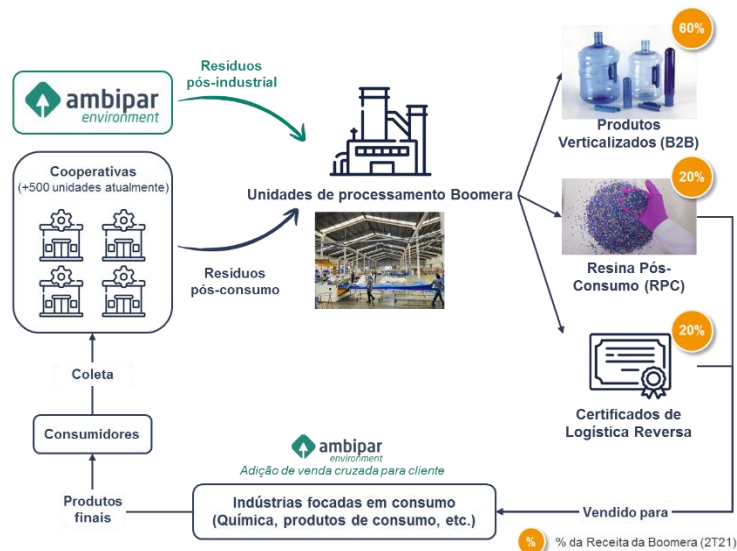 60%
Resíduos
pós-industrial
ambipar
environment
Produtos
Verticalizados (B2B)
Cooperativas
(+500 unidades atualmente)
Unidades de processamento Boomera
20%
Resíduos
pós-consumo
Resina Pós-
Consumo (RPC)
20%
Coleta
Certificados de
Logística Reversa
Consumidores
ambipar
environment
Adição de venda cruzada para cliente
Produtos
finais
Indústrias focadas em consumo
(Química, produtos de consumo, etc.)
Vendido para
% % da Receita da Boomera (2T21)